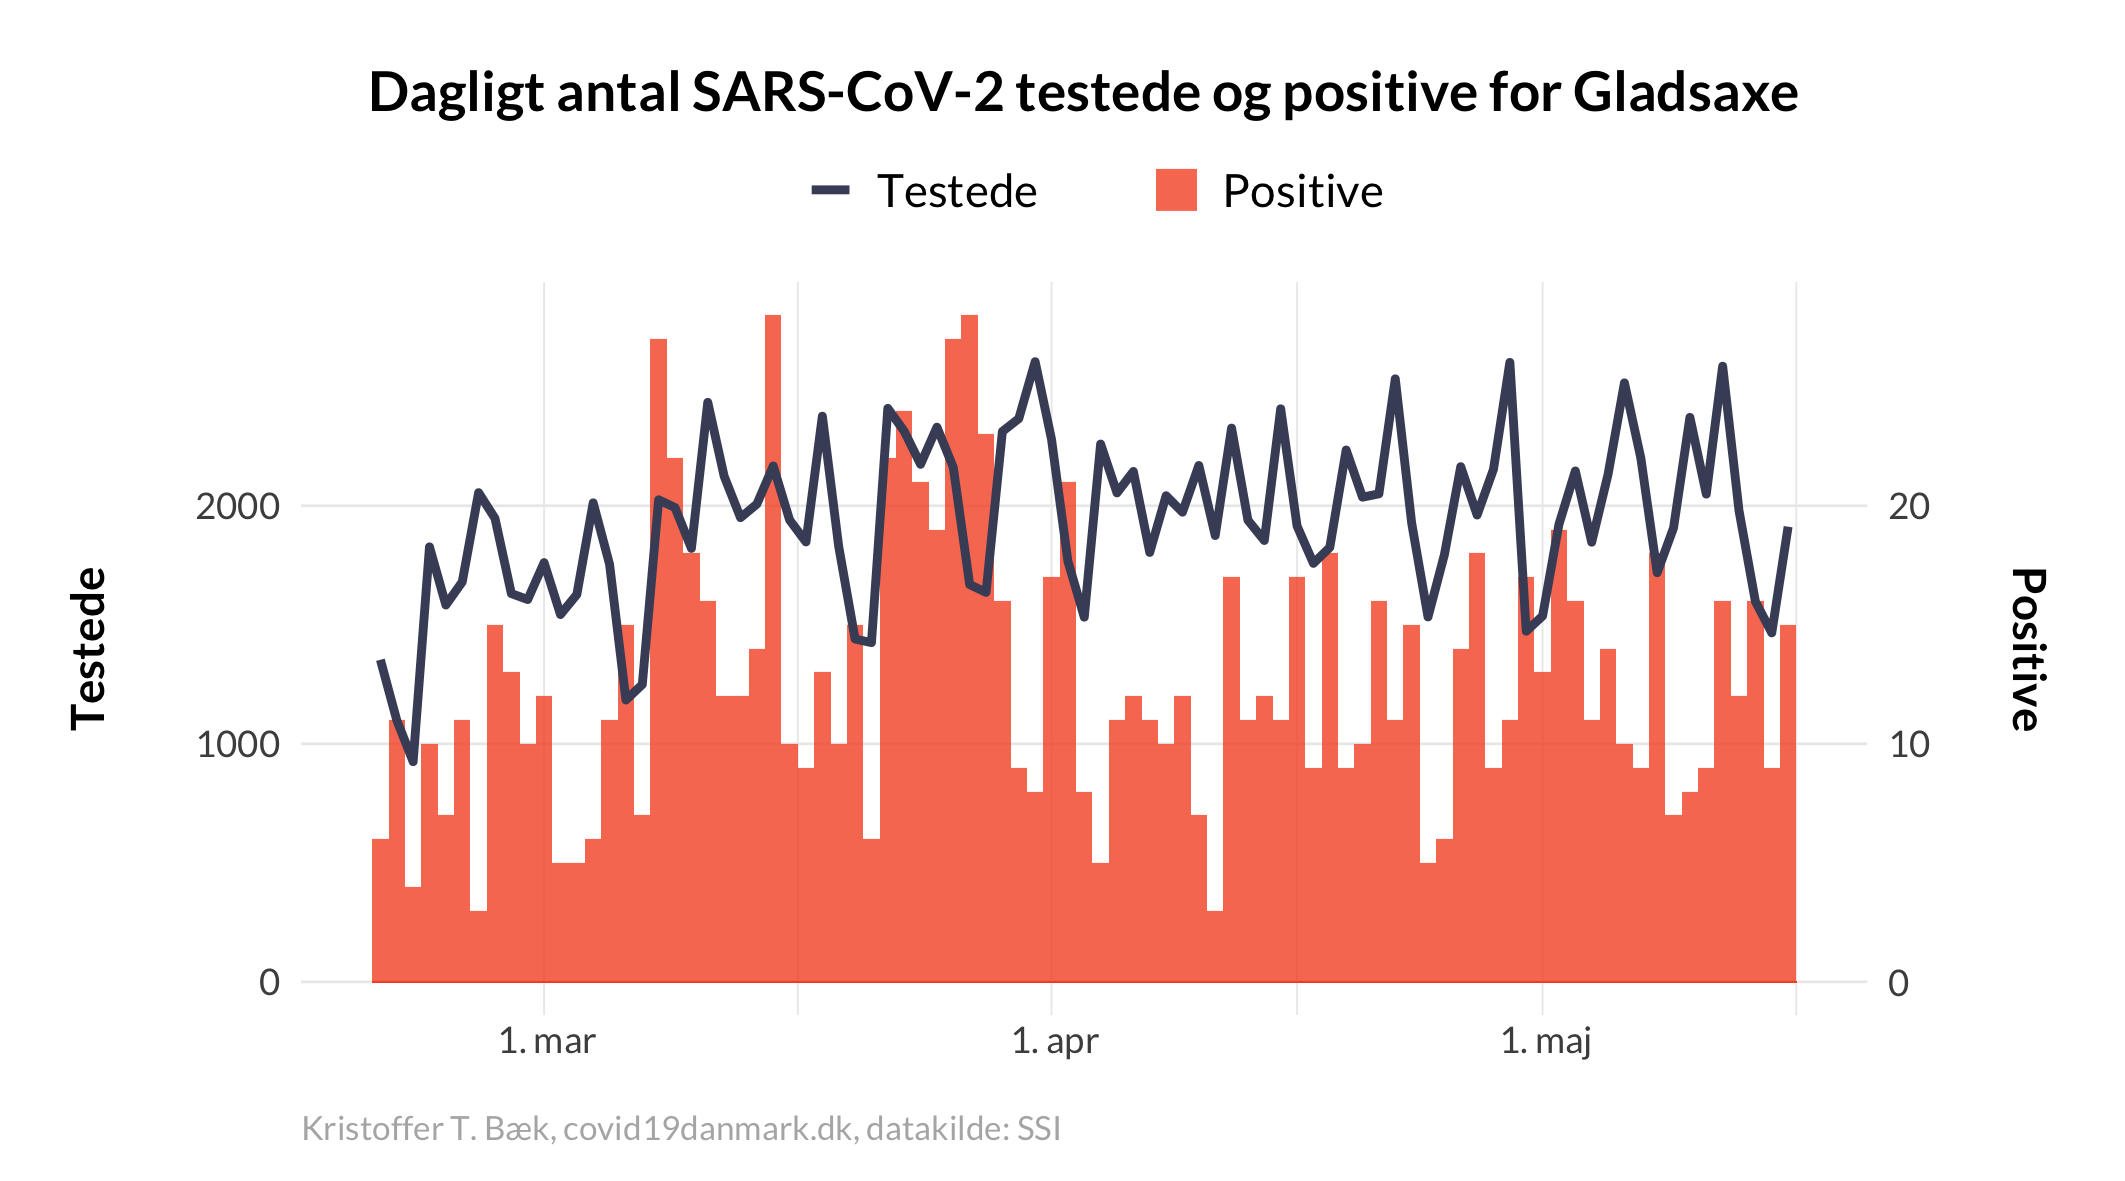 Dagligt antal SARS-CoV-2 testede og positive for Gladsaxe
Testede
Positive
2000
1000
0
Testede
20
10
0
Positive
1. mar
1. apr
1. maj
Kristoffer T. Bæk, covid19danmark.dk, datakilde: SSI